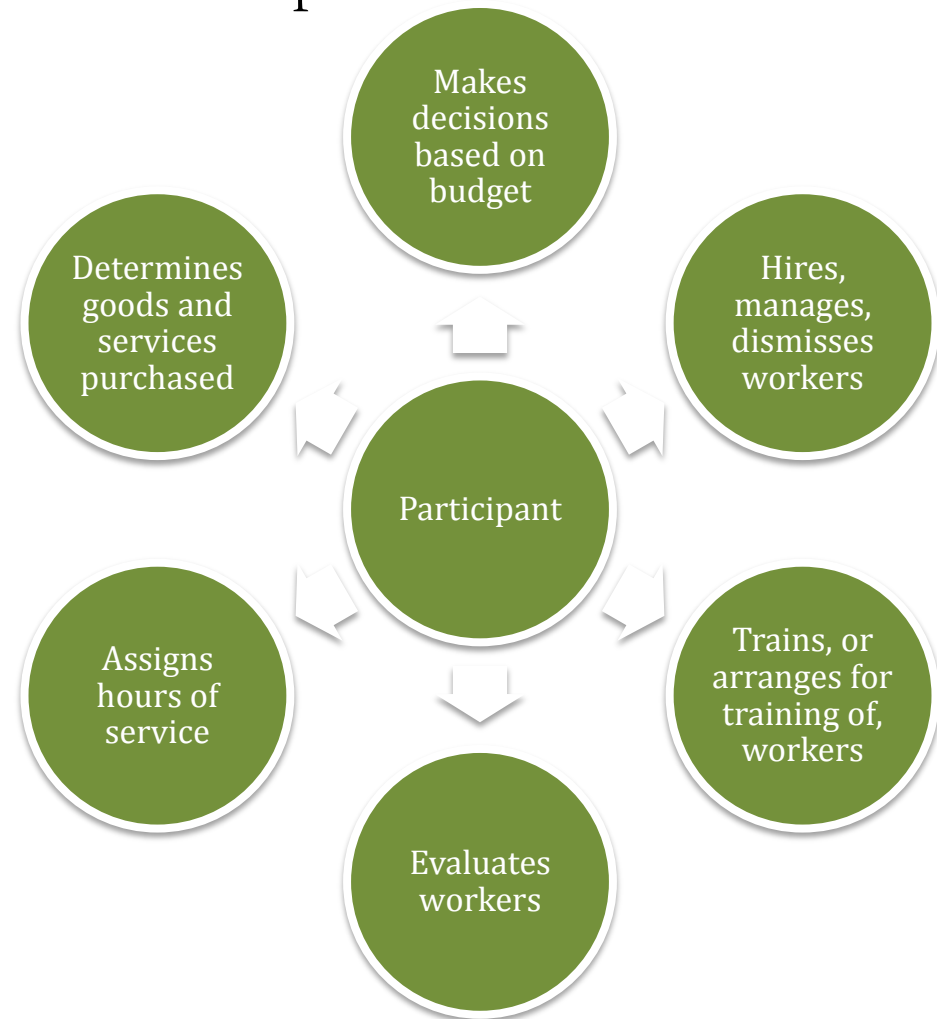 Makes
decisions
based on
budget
Hires,
manages,
dismisses
workers
Trains, or
arranges for
training of,
workers
Evaluates
workers
Assigns
hours of
service
Determines
goods and
services
purchased
Participant